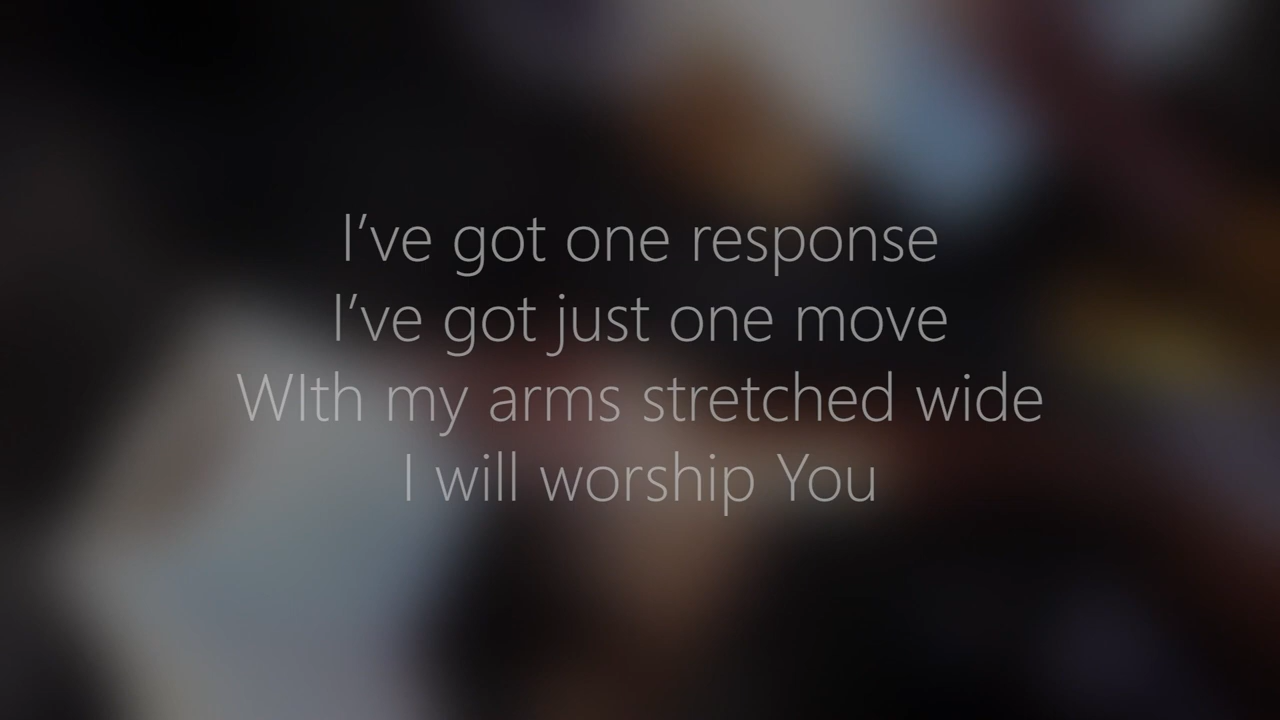 I’ve got one response
I’ve got just one move
WIth my arms stretched wide
I will worship You